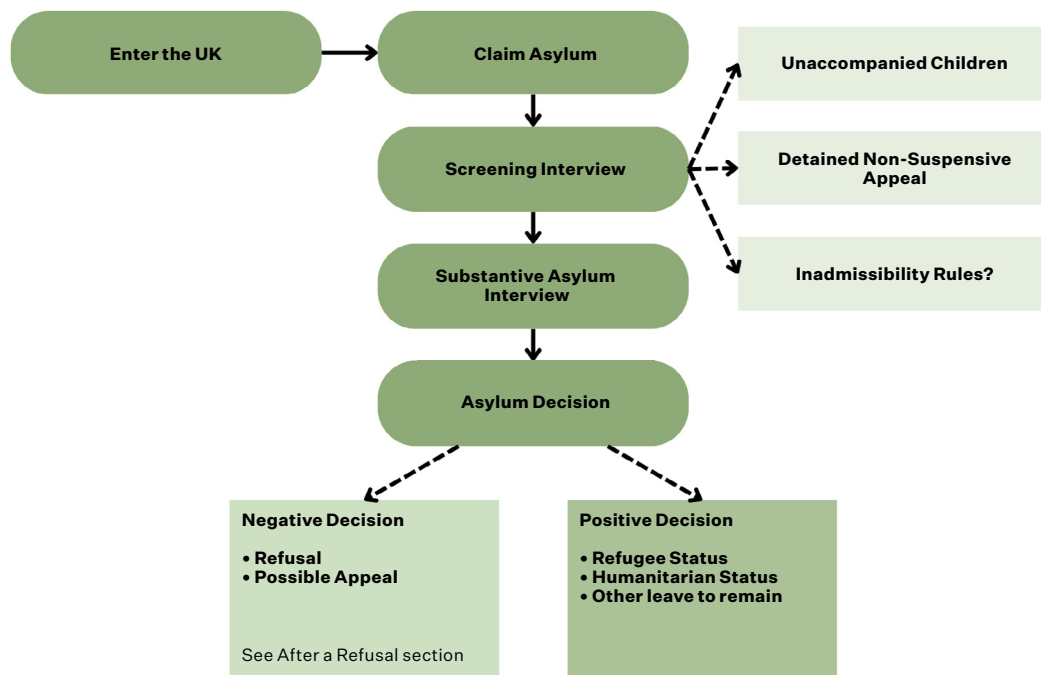 Enter the UK
Claim Asylum
Unaccompanied Children
Screening Interview
Detained Non-Suspensive
Appeal
Substantive Asylum
Interview
Inadmissibility Rules?
Asylum Decision
Negative Decision
• Refusal
• Possible Appeal
See After a Refusal section
Positive Decision
• Refugee Status
• Humanitarian Status
• Other leave to remain